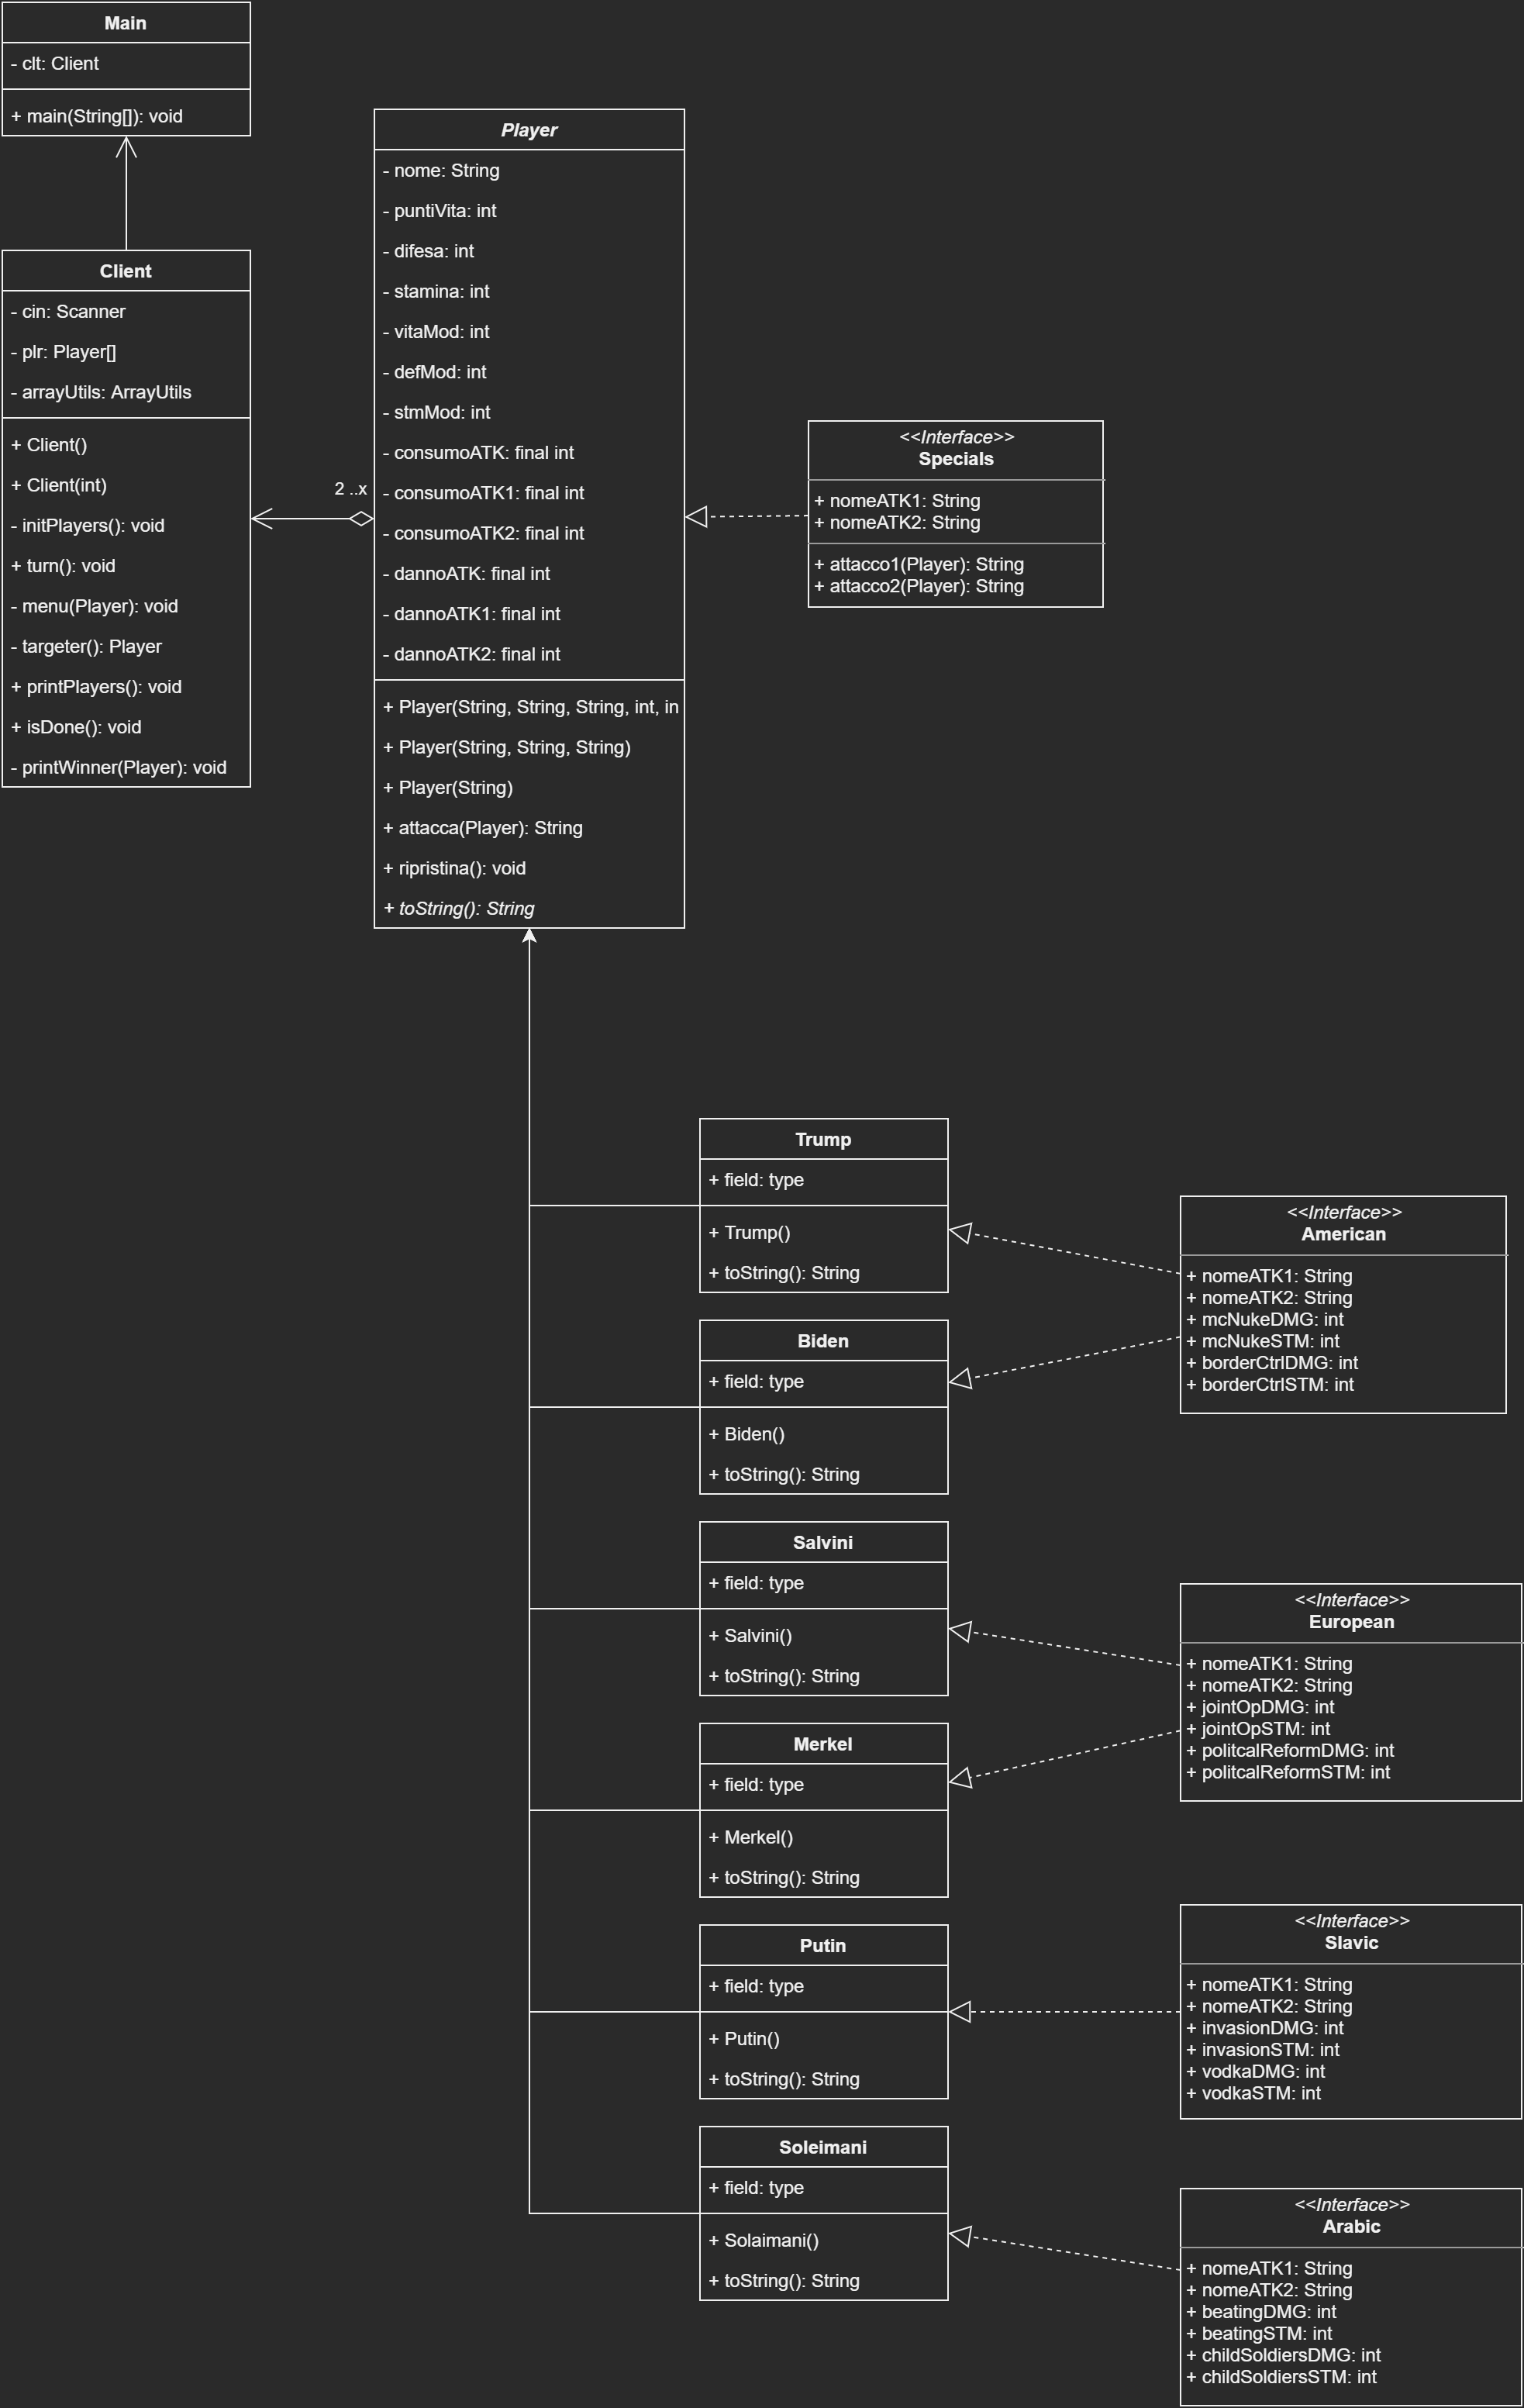 Main
- clt: Client
+ main(String[]): void
Client
- cin: Scanner
- plr: Player[]
- arrayUtils: ArrayUtils
+ Client()
+ Client(int)
- initPlayers(): void
+ turn(): void
- menu(Player): void
- targeter(): Player
+ printPlayers(): void
+ isDone(): void
- printWinner(Player): void
2 ..x
Player
- nome: String
- puntiVita: int
- difesa: int
- stamina: int
- vitaMod: int
- defMod: int
- stmMod: int
- consumoATK: final int
- consumoATK1: final int
- consumoATK2: final int
- dannoATK: final int
- dannoATK1: final int
- dannoATK2: final int
+ Player(String, String, String, int, in
+ Player(String, String, String)
+ Player(String)
+ attacca(Player): String
+ ripristina(): void
+ toString(): String
<<Interface>>
Specials
+ nomeATK1: String
+ nomeATK2: String
+ attacco1(Player): String
+ attacco2(Player): String
Trump
+ field: type
+ Trump()
+ toString(): String
Biden
+ field: type
+ Biden()
+ toString(): String
<<Interface>>
American
+ nomeATK1: String
+ nomeATK2: String
+ mcNukeDMG: int
+ mcNukeSTM: int
+ borderCtrlDMG: int
+ borderCtrlSTM: int
Salvini
+ field: type
+ Salvini()
+ toString(): String
Merkel
+ field: type
+ Merkel()
+ toString(): String
<<Interface>>
European
+ nomeATK1: String
+ nomeATK2: String
+ jointOpDMG: int
+ jointOpSTM: int
+ politcalReformDMG: int
+ politcalReformSTM: int
Putin
+ field: type
+ Putin()
+ toString(): String
<<Interface>>
Slavic
+ nomeATK1: String
+ nomeATK2: String
+ invasionDMG: int
+ invasionSTM: int
+ vodkaDMG: int
+ vodkaSTM: int
Soleimani
+ field: type
+ Solaimani()
+ toString(): String
<<Interface>>
Arabic
+ nomeATK1: String
+ nomeATK2: String
+ beatingDMG: int
+ beatingSTM: int
+ childSoldiersDMG: int
+ childSoldiersSTM: int